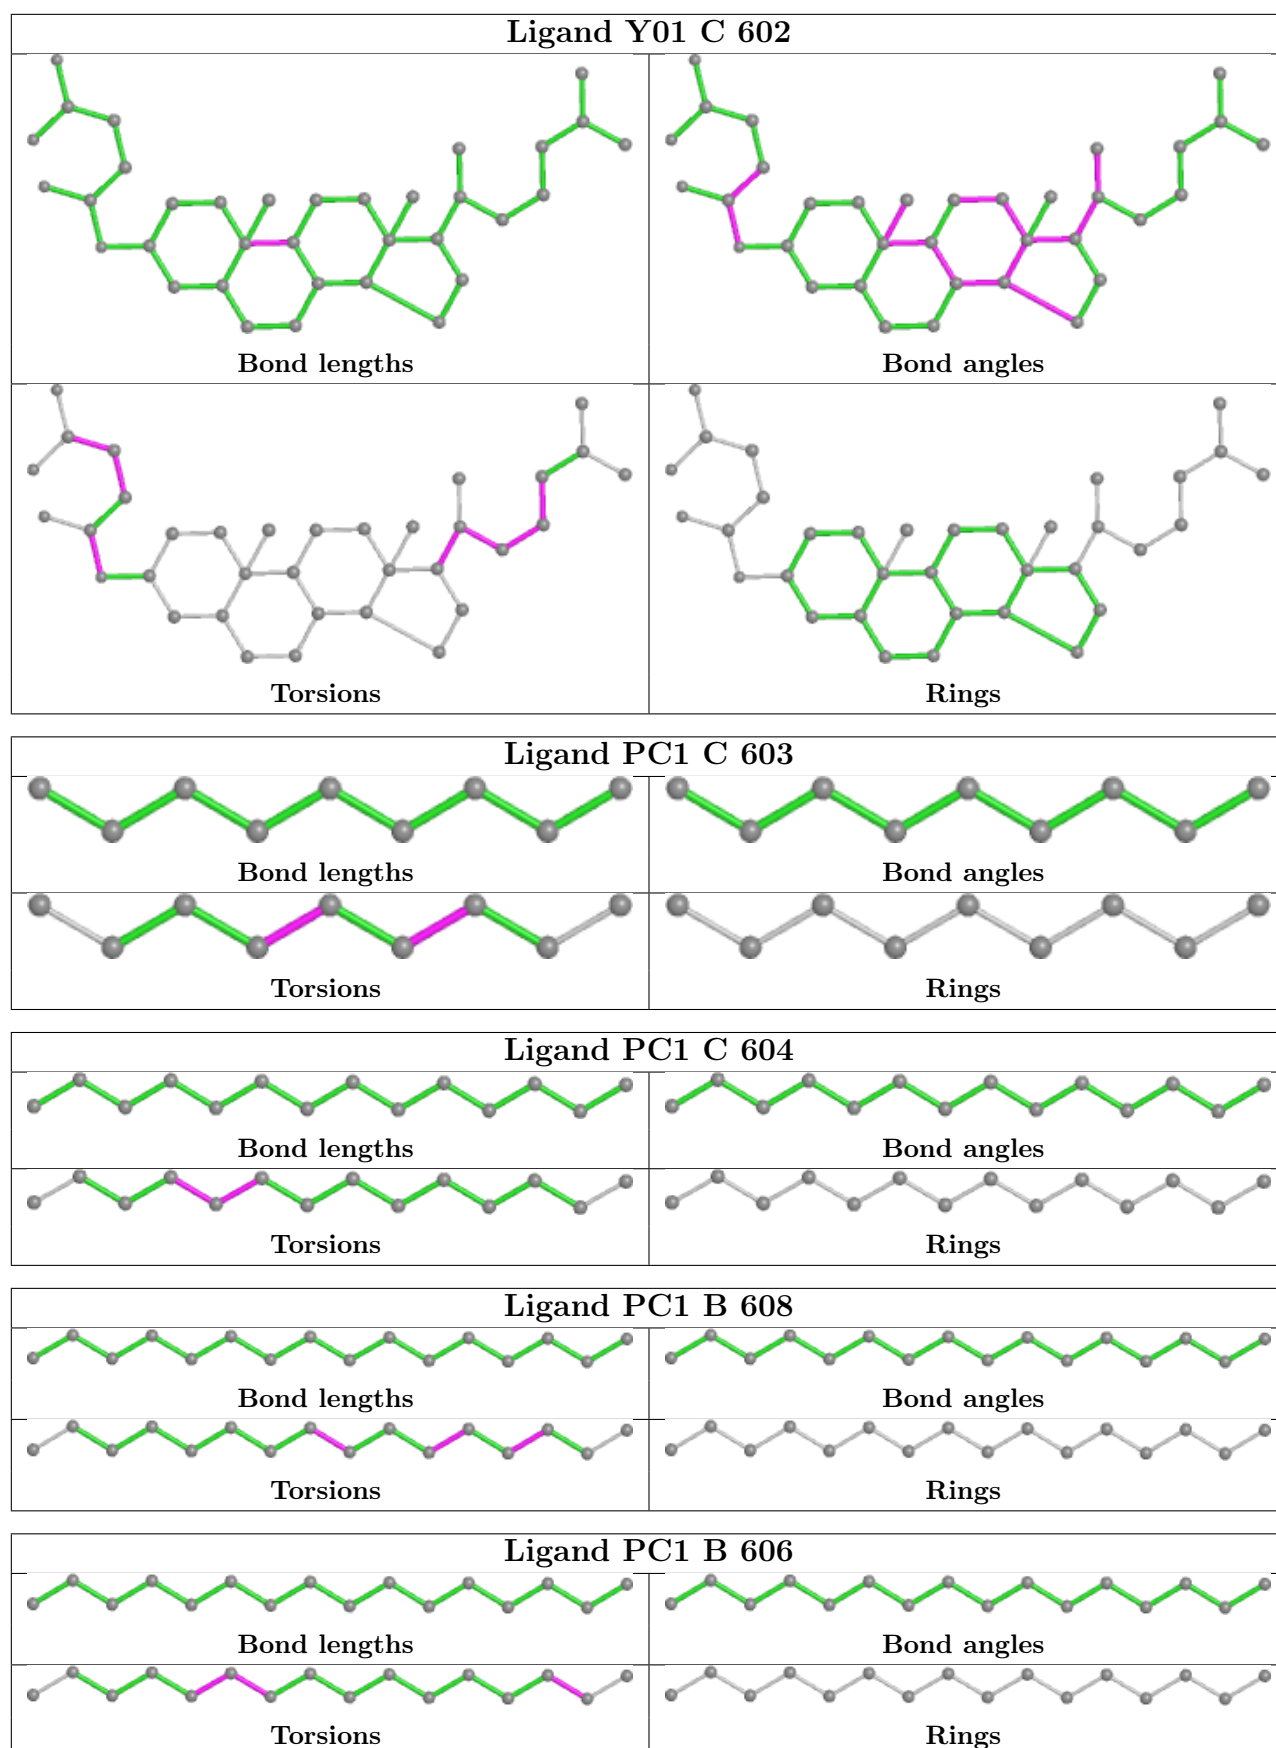 Ligand Y01 C 602
Bond lengths
Bond angles
Torsions
Rings
Ligand PC1 C 603
Bond lengths
Bond angles
Torsions
Rings
Ligand PC1 C 604
Bond lengths
Bond angles
Torsions
Rings
Ligand PC1 B 608
Bond lengths
Bond angles
Torsions
Rings
Ligand PC1 B 606
Bond lengths
Bond angles
Torsions
Rings